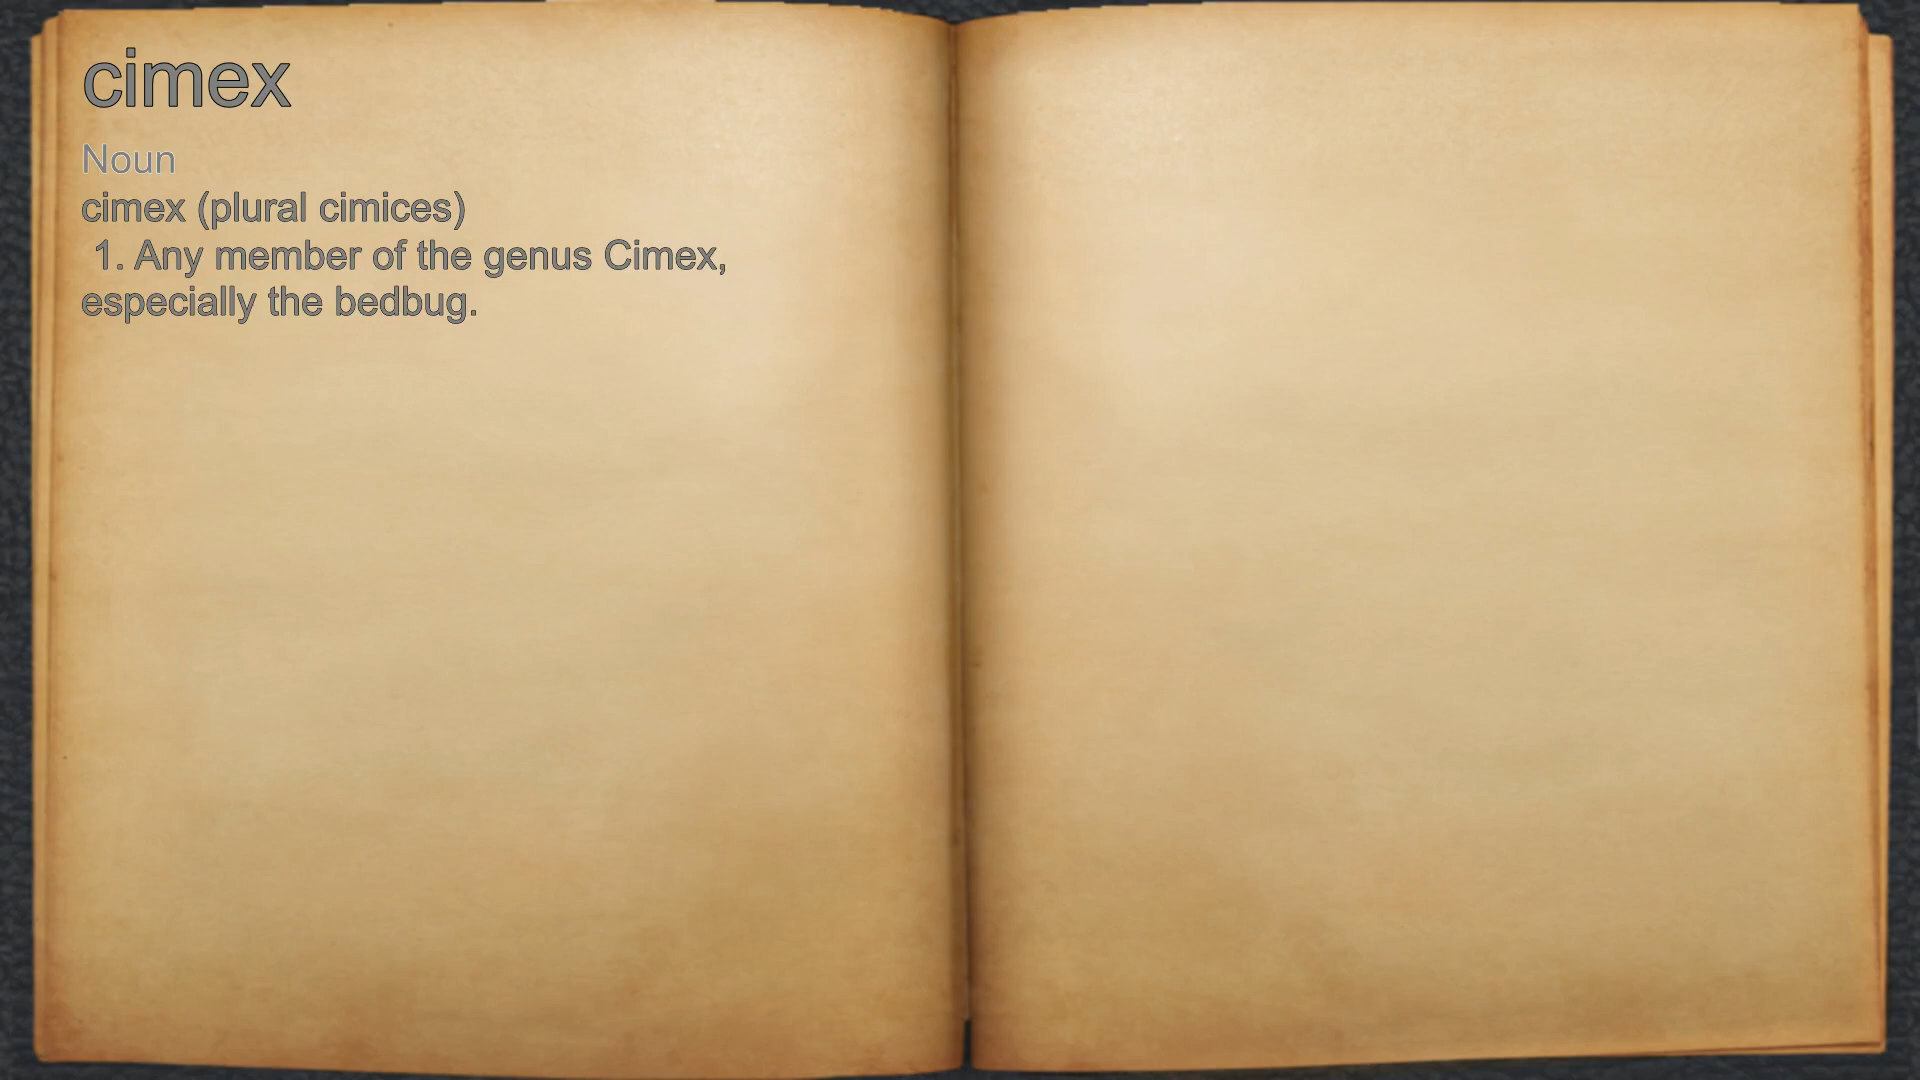 cimex
Noun
cimex (plural cimices)
1. Any member of the genus Cimex,
especially the bedbug.